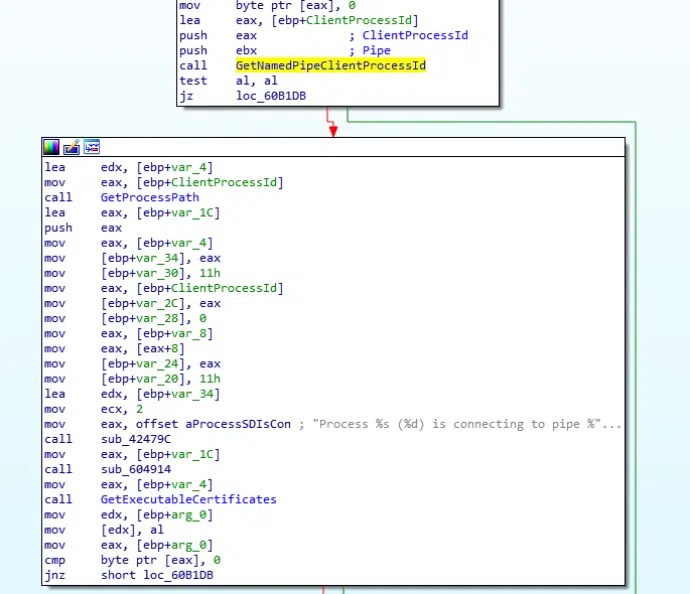 mov     byte ptr [eax], 0
lea     eax, [ebp+ClientProcessId]
push    eax             ; ClientProcessId
push    ebx             ; Pipe
call    GetNamedPipeClientProcessId
test    al, al
jz      loc_60B1DB
lea     edx, [ebp+var_4]
mov     eax, [ebp+ClientProcessId]
call    GetProcessPath
lea     eax, [ebp+var_1C]
push    eax
mov     eax, [ebp+var_4]
mov     [ebp+var_34], eax
mov     [ebp+var_30], 11h
mov     eax, [ebp+ClientProcessId]
mov     [ebp+var_2C], eax
mov     [ebp+var_28], 0
mov     eax, [ebp+var_8]
mov     eax, [eax+8]
mov     [ebp+var_24], eax
mov     [ebp+var_20], 11h
lea     edx, [ebp+var_34]
mov     ecx, 2
mov     eax, offset aProcessSDIsCon ; "Process %s (%d) is connecting to pipe %"...
call    sub_42479C
mov     eax, [ebp+var_1C]
call    sub_604914
mov     eax, [ebp+var_4]
call    GetExecutableCertificates
mov     edx, [ebp+arg_0]
mov     [edx], al
mov     eax, [ebp+arg_0]
cmp     byte ptr [eax], 0
jnz     short loc_60B1DB